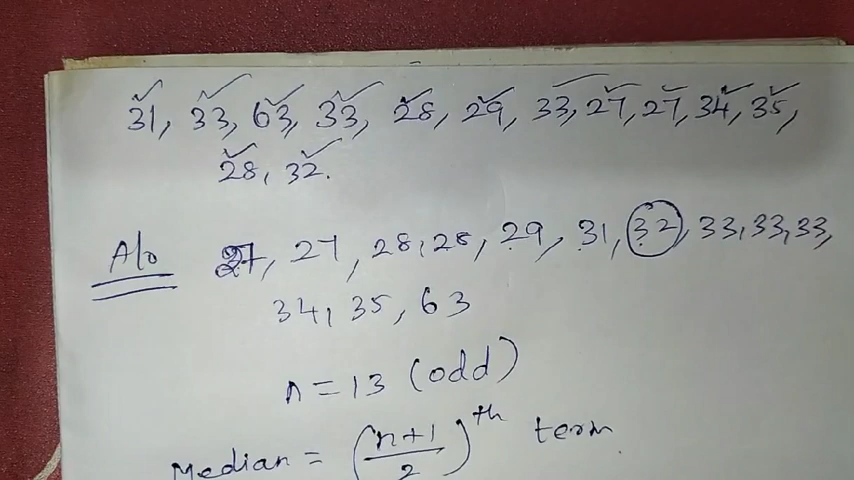 31, 33, 63, 33, 28, 29, 33, 27, 27, 34, 35,
28, 32.
A/o 27, 27, 28, 28, 29, 31, 32, 33, 33, 33,
34, 35, 63
n = 13 (odd)
Median = (n+1/2)th term